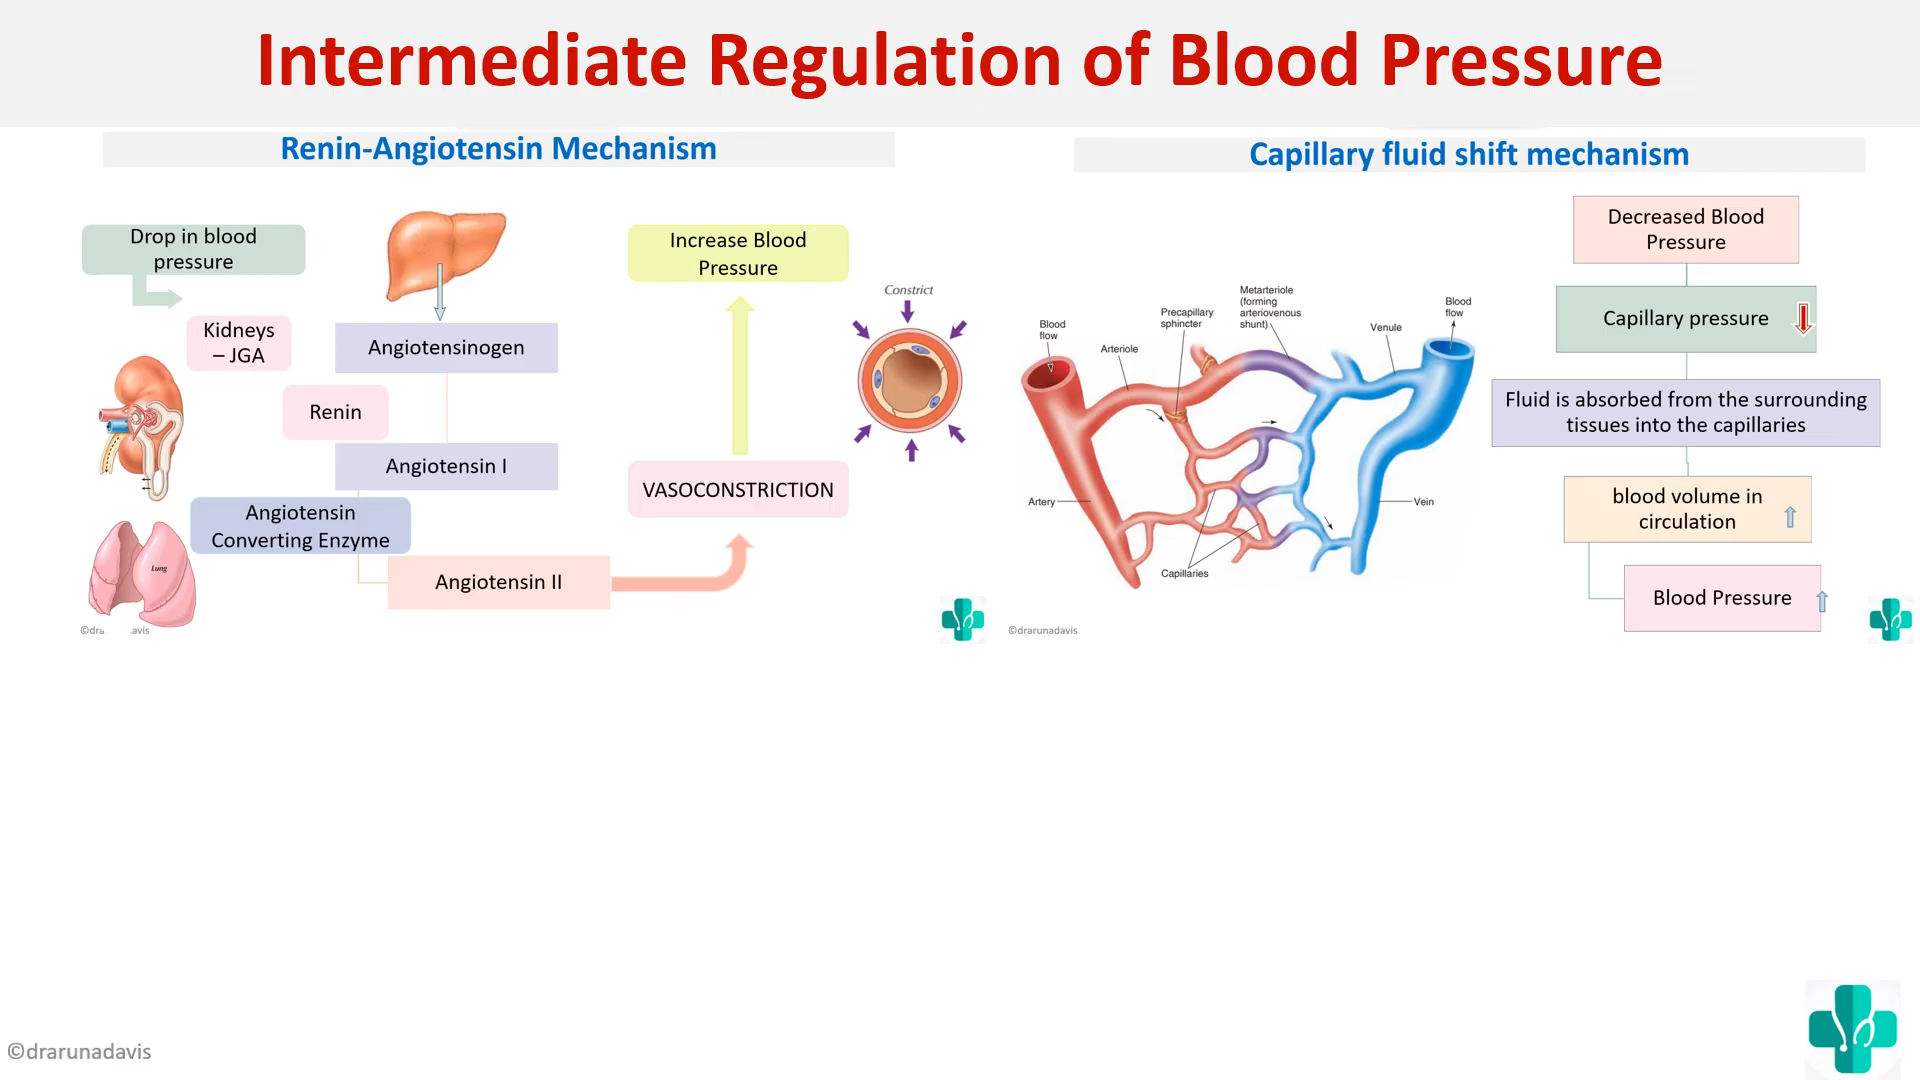 Intermediate Regulation of Blood Pressure
Renin-Angiotensin Mechanism
Drop in blood
pressure
Kidneys
– JGA
Renin
Angiotensinogen
Angiotensin I
Angiotensin
Converting Enzyme
Angiotensin II
Lung
Increase Blood
Pressure
VASOCONSTRICTION
Constrict
©dra
.avis
Capillary fluid shift mechanism
Blood
flow
Arteriole
Precapillary
sphincter
Metarteriole
(forming
arteriovenous
shunt)
Venule
Blood
flow
Artery
Vein
Capillaries
©drarunadavis
Decreased Blood
Pressure
Capillary pressure
Fluid is absorbed from the surrounding
tissues into the capillaries
blood volume in
circulation
Blood Pressure
©drarunadavis